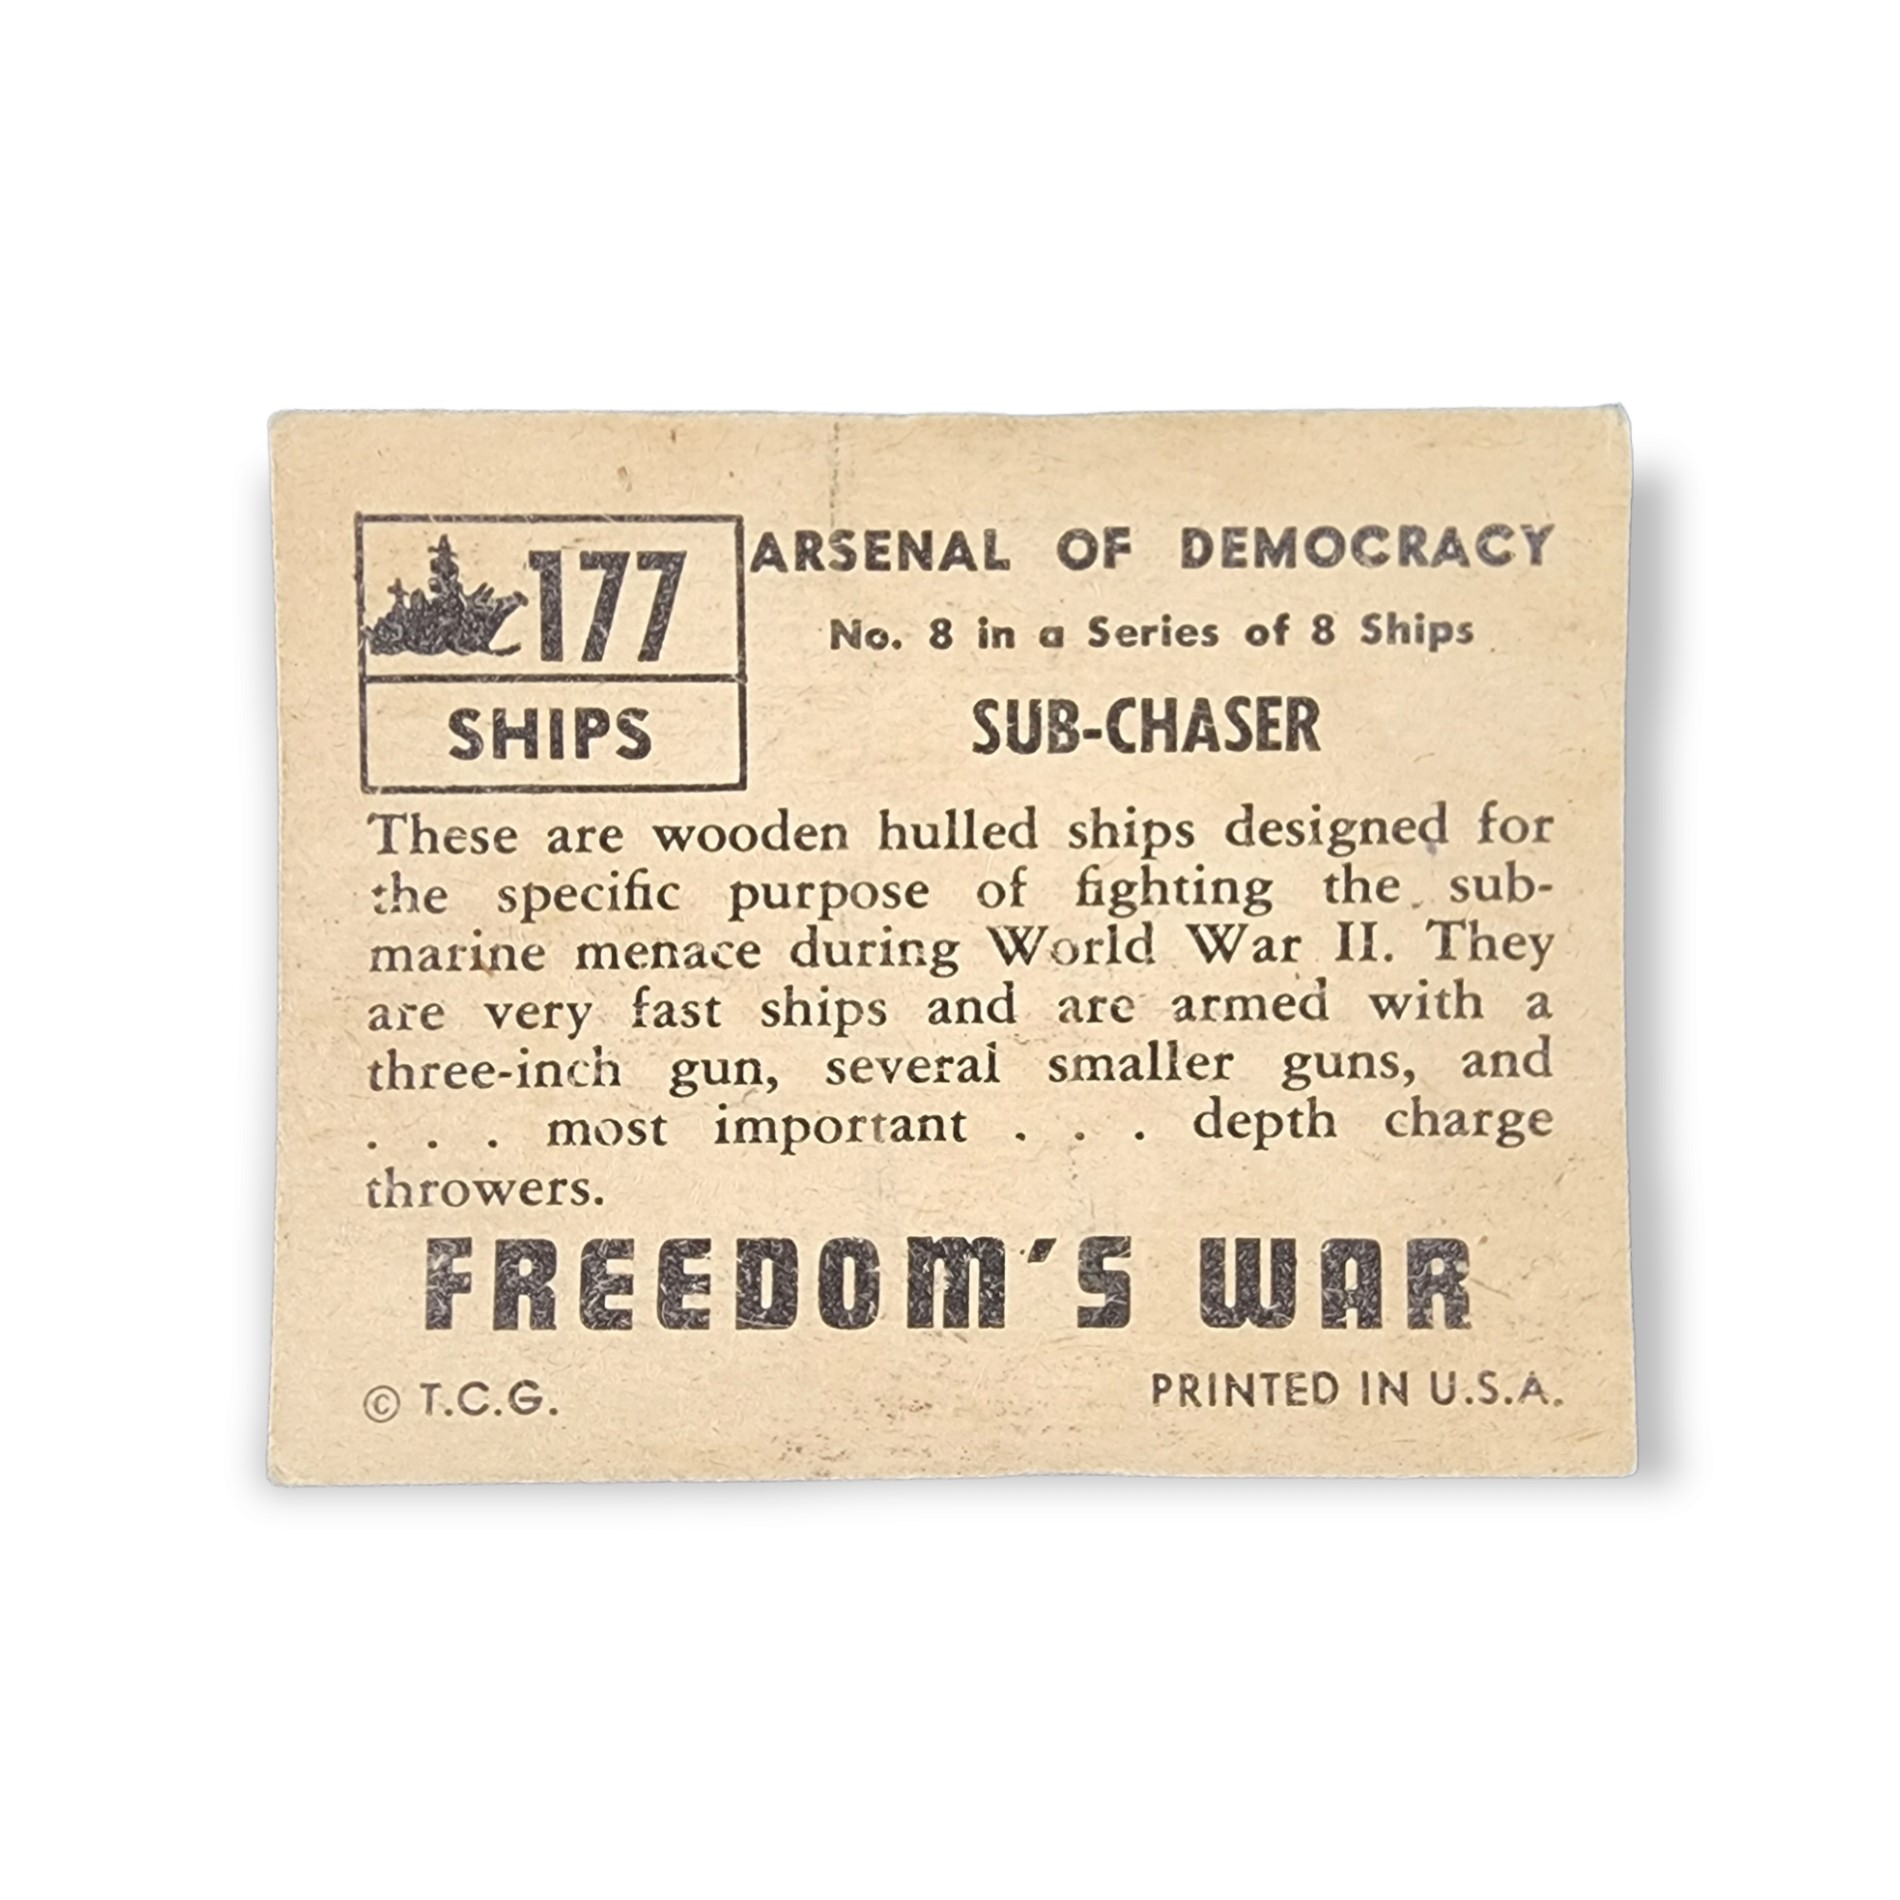 177
SHIPS
ARSENAL OF DEMOCRACY
No. 8 in a Series of 8 Ships
SUB-CHASER
These are wooden hulled ships designed for
the specific purpose of fighting the sub-
marine menace during World War II. They
are very fast ships and are armed with a
three-inch gun, several smaller guns, and
. . . most important . . . depth charge
throwers.
FREEDOM'S WAR
© T.C.G.
PRINTED IN U.S.A.